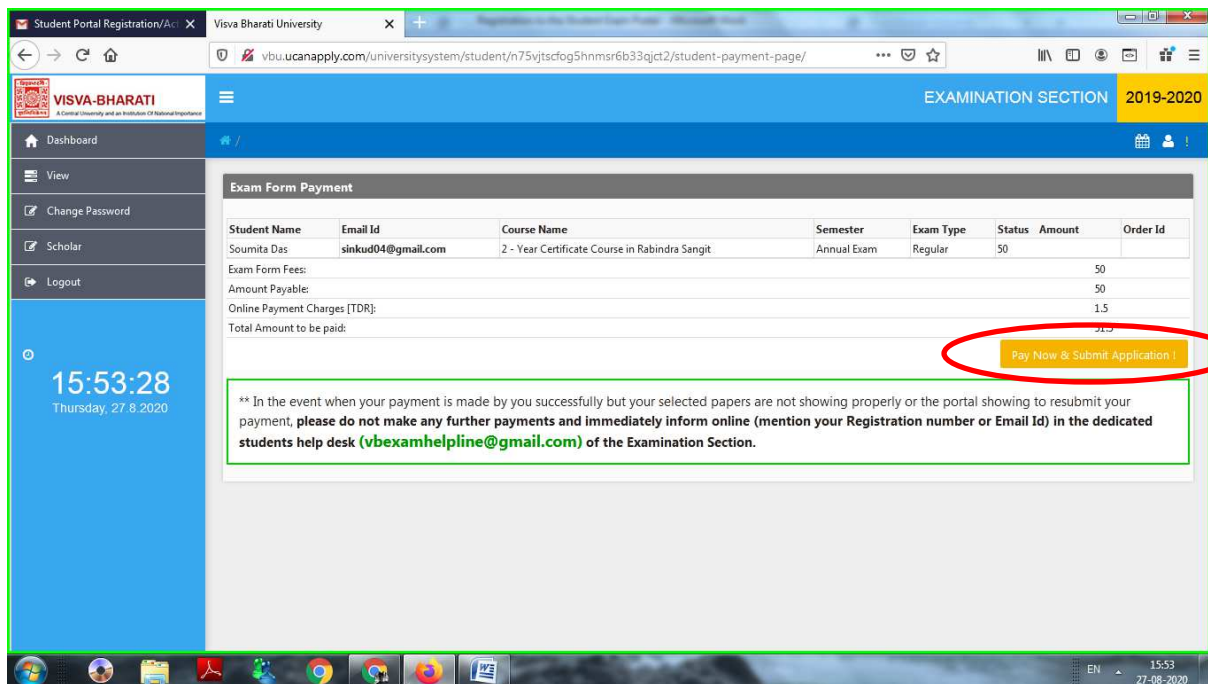 Student Portal Registration/Act
Visva Bharati University
vbu.ucanapply.com/universitysystem/student/n75vjtscfog5hnmsr6b33qjct2/student-payment-page/
VISVA-BHARATI
A Central University and an Institution Of National Importance
EXAMINATION SECTION 2019-2020
Dashboard
View
Change Password
Scholar
Logout
15:53:28
Thursday, 27.8.2020
Exam Form Payment
Student Name Email Id Course Name Semester Exam Type Status Amount Order Id
Soumita Das sinkud04@gmail.com 2 - Year Certificate Course in Rabindra Sangit Annual Exam Regular 50
Exam Form Fees: 50
Amount Payable: 50
Online Payment Charges [TDR]: 1.5
Total Amount to be paid: 51.5
Pay Now & Submit Application !
** In the event when your payment is made by you successfully but your selected papers are not showing properly or the portal showing to resubmit your
payment, please do not make any further payments and immediately inform online (mention your Registration number or Email Id) in the dedicated
students help desk (vbexamhelpline@gmail.com) of the Examination Section.
EN 15:53
27-08-2020